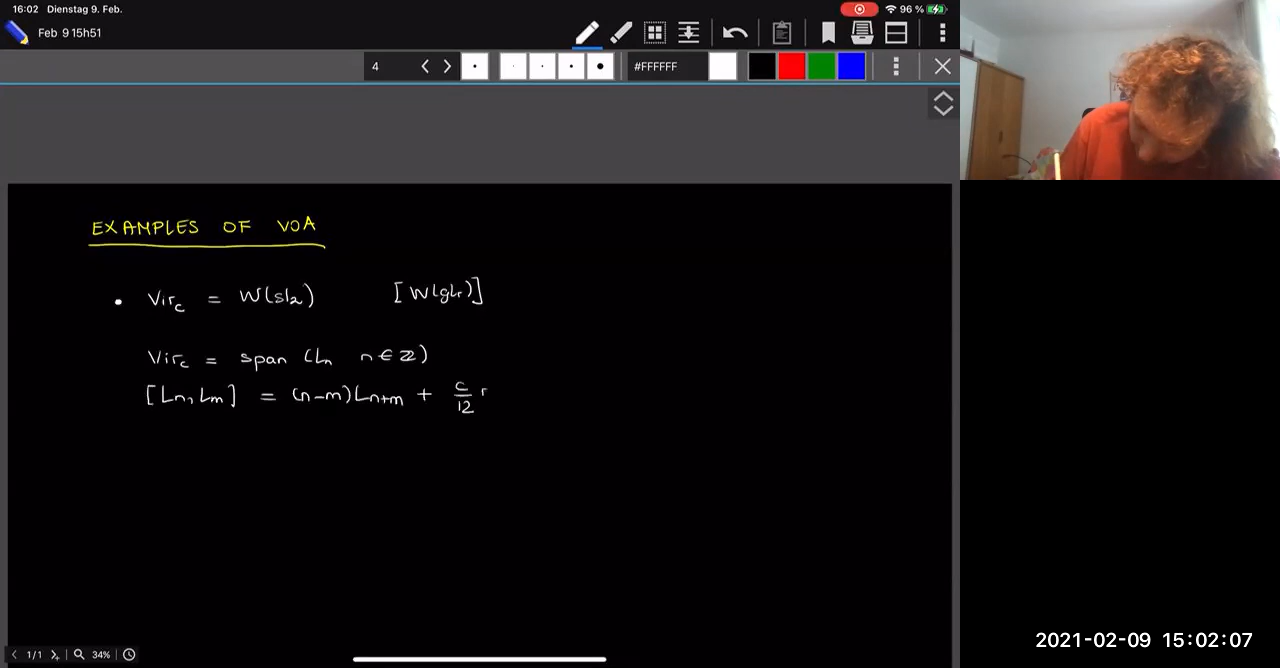 16:02 Dienstag 9. Feb.
96 %
Feb 9 15h51
4
#FFFFFF
EXAMPLES OF VOA
• Vir_c = W(sl_2) [W(gl_r)]
Vir_c = span (L_n n ∈ ℤ)
[L_n, L_m] = (n-m)L_{n+m} + c/12
1/1
34%
2021-02-09 15:02:07